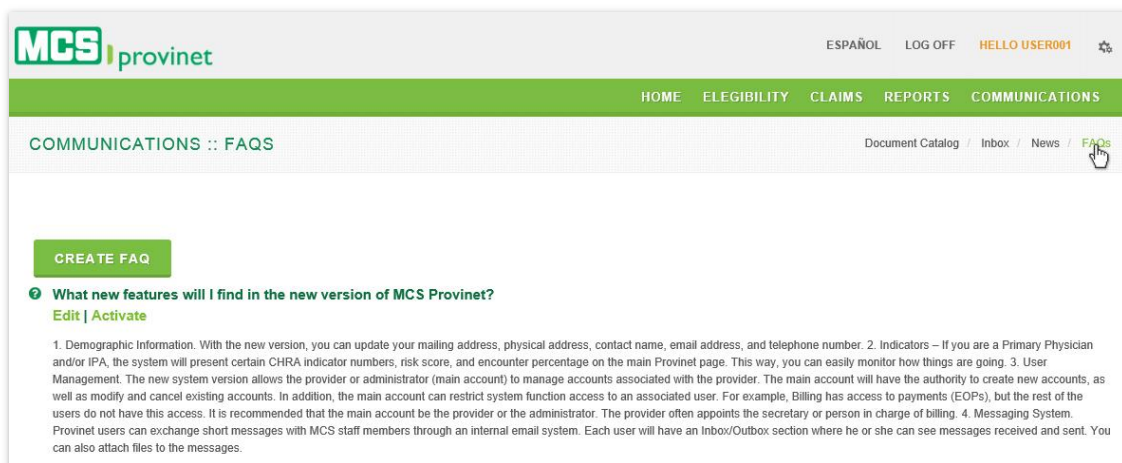 MCS provinet
ESPAÑOL LOG OFF HELLO USER001
HOME ELEGIBILITY CLAIMS REPORTS COMMUNICATIONS
COMMUNICATIONS :: FAQS
Document Catalog / Inbox / News / FAQs
CREATE FAQ
What new features will I find in the new version of MCS Provinet?
Edit | Activate
1. Demographic Information. With the new version, you can update your mailing address, physical address, contact name, email address, and telephone number. 2. Indicators – If you are a Primary Physician
and/or IPA, the system will present certain CHRA indicator numbers, risk score, and encounter percentage on the main Provinet page. This way, you can easily monitor how things are going. 3. User
Management. The new system version allows the provider or administrator (main account) to manage accounts associated with the provider. The main account will have the authority to create new accounts, as
well as modify and cancel existing accounts. In addition, the main account can restrict system function access to an associated user. For example, Billing has access to payments (EOPs), but the rest of the
users do not have this access. It is recommended that the main account be the provider or the administrator. The provider often appoints the secretary or person in charge of billing. 4. Messaging System.
Provinet users can exchange short messages with MCS staff members through an internal email system. Each user will have an Inbox/Outbox section where he or she can see messages received and sent. You
can also attach files to the messages.